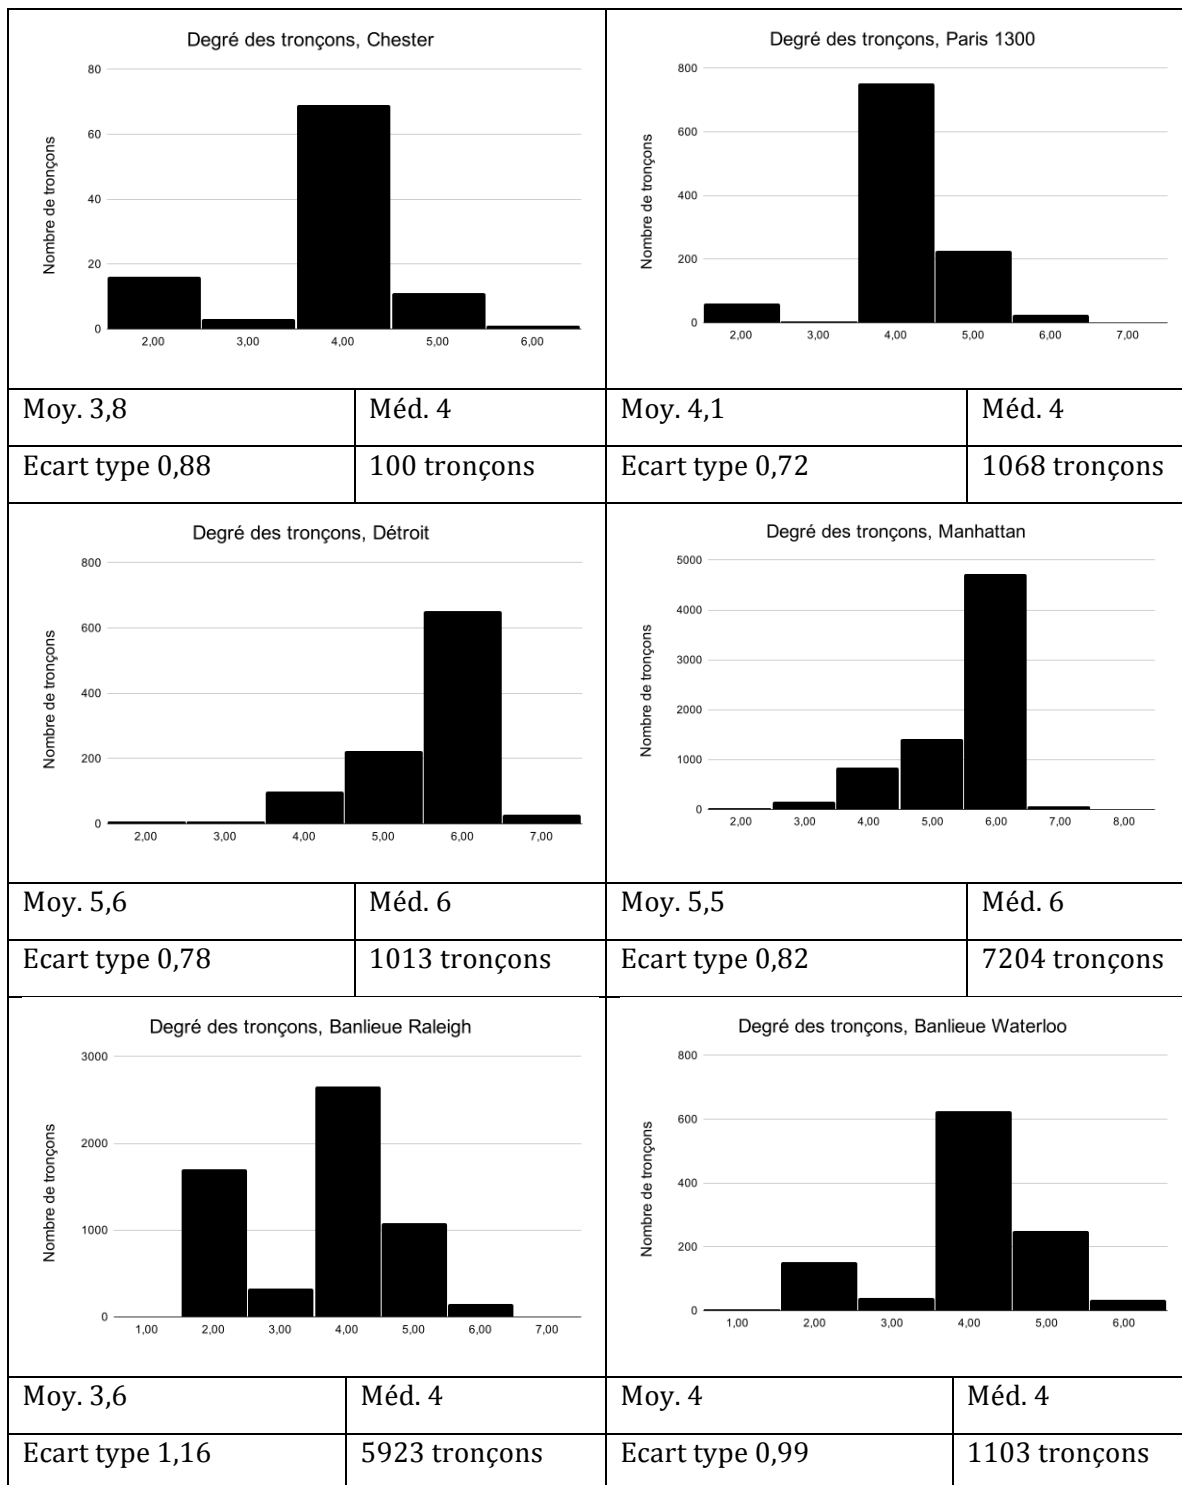 Degré des tronçons, Chester
Nombre de tronçons
80
60
40
20
0
2,00 3,00 4,00 5,00 6,00
Degré des tronçons, Paris 1300
Nombre de tronçons
800
600
400
200
0
2,00 3,00 4,00 5,00 6,00 7,00
Moy. 3,8 Méd. 4 Moy. 4,1 Méd. 4
Ecart type 0,88 100 tronçons Ecart type 0,72 1068 tronçons
Degré des tronçons, Détroit
Nombre de tronçons
800
600
400
200
0
2,00 3,00 4,00 5,00 6,00 7,00
Degré des tronçons, Manhattan
Nombre de tronçons
5000
4000
3000
2000
1000
0
2,00 3,00 4,00 5,00 6,00 7,00 8,00
Moy. 5,6 Méd. 6 Moy. 5,5 Méd. 6
Ecart type 0,78 1013 tronçons Ecart type 0,82 7204 tronçons
Degré des tronçons, Banlieue Raleigh
Nombre de tronçons
3000
2000
1000
0
1,00 2,00 3,00 4,00 5,00 6,00 7,00
Degré des tronçons, Banlieue Waterloo
Nombre de tronçons
800
600
400
200
0
1,00 2,00 3,00 4,00 5,00 6,00
Moy. 3,6 Méd. 4 Moy. 4 Méd. 4
Ecart type 1,16 5923 tronçons Ecart type 0,99 1103 tronçons